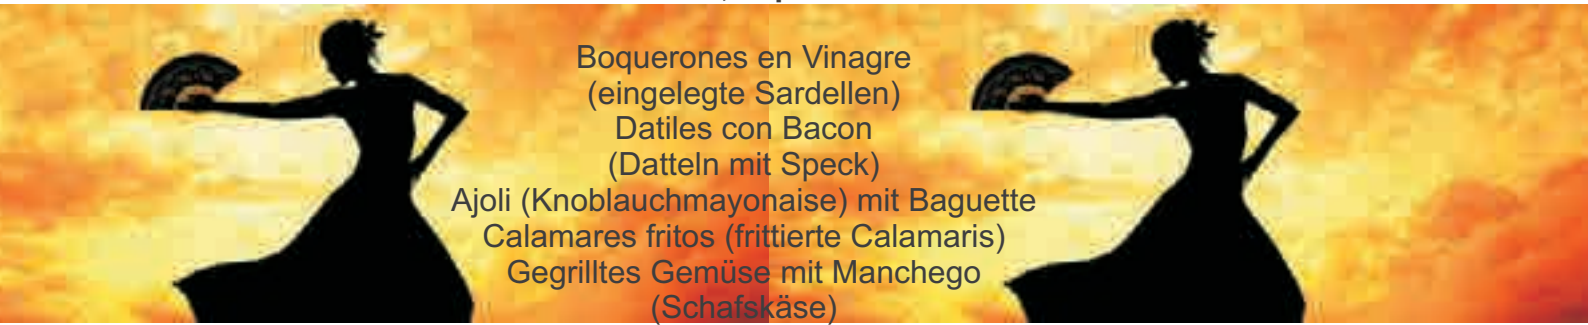 Boquerones en Vinagre
(eingelegte Sardellen)
Datiles con Bacon
(Datteln mit Speck)
Ajoli (Knoblauchmayonaise) mit Baguette
Calamares fritos (frittierte Calamaris)
Gegrilltes Gemüse mit Manchego
(Schafskäse)